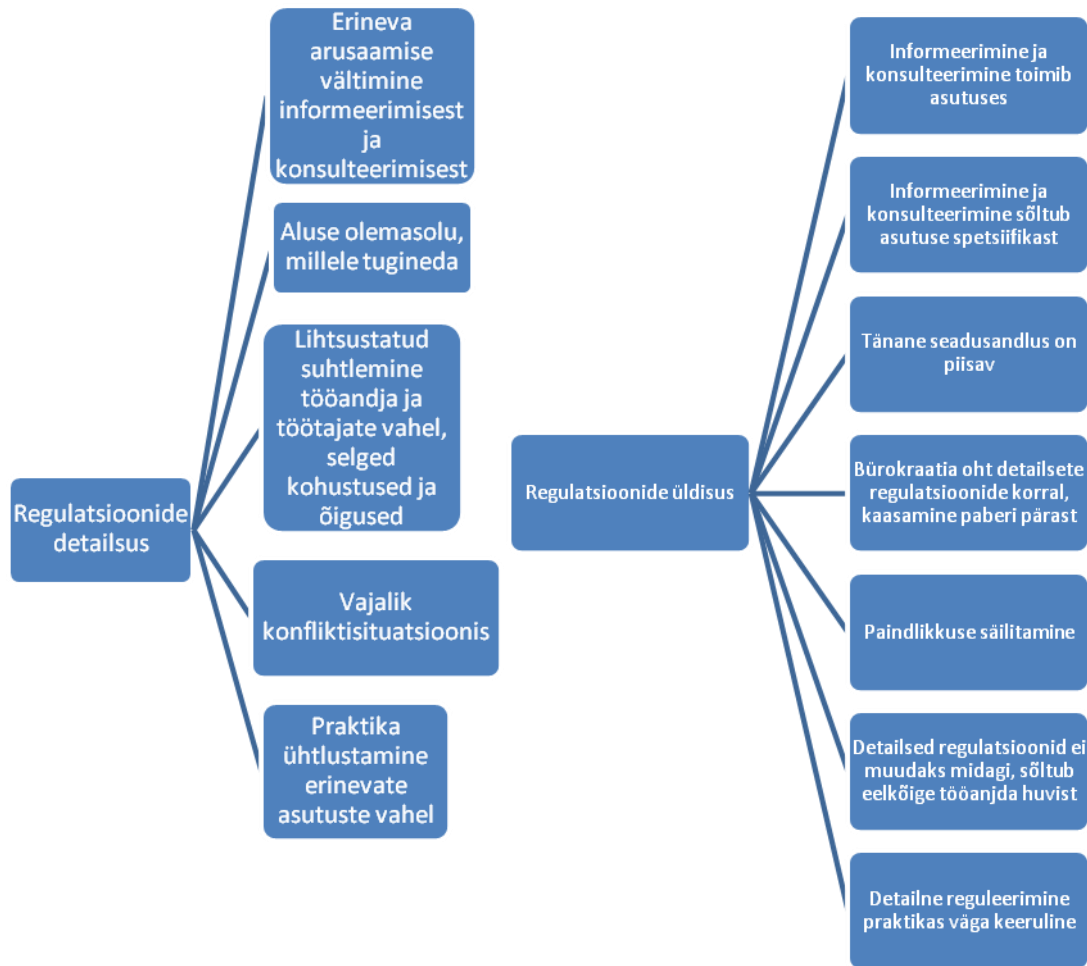 Regulatsioonide
detailsus
Erineva
arusaamise
vältimine
informeerimisest
ja
konsulteerimisest
Aluse olemasolu,
millele tugineda
Lihtsustatud
suhtlemine
tööandja ja
töötajate vahel,
selged
kohustused ja
õigused
Vajalik
konfliktisituatsioonis
Praktika
ühtlustamine
erinevate
asutuste vahel
Regulatsioonide üldisus
Informeerimine ja
konsulteerimine toimib
asutuses
Informeerimine ja
konsulteerimine sõltub
asutuse spetsiifikast
Tänane seadusandlus on
piisav
Bürokraatia oht detailsete
regulatsioonide korral,
kaasamine paberi pärast
Paindlikkuse säilitamine
Detailsed regulatsioonid ei
muudaks midagi, sõltub
eelkõige tööanjda huvist
Detailne reguleerimine
praktikas väga keeruline